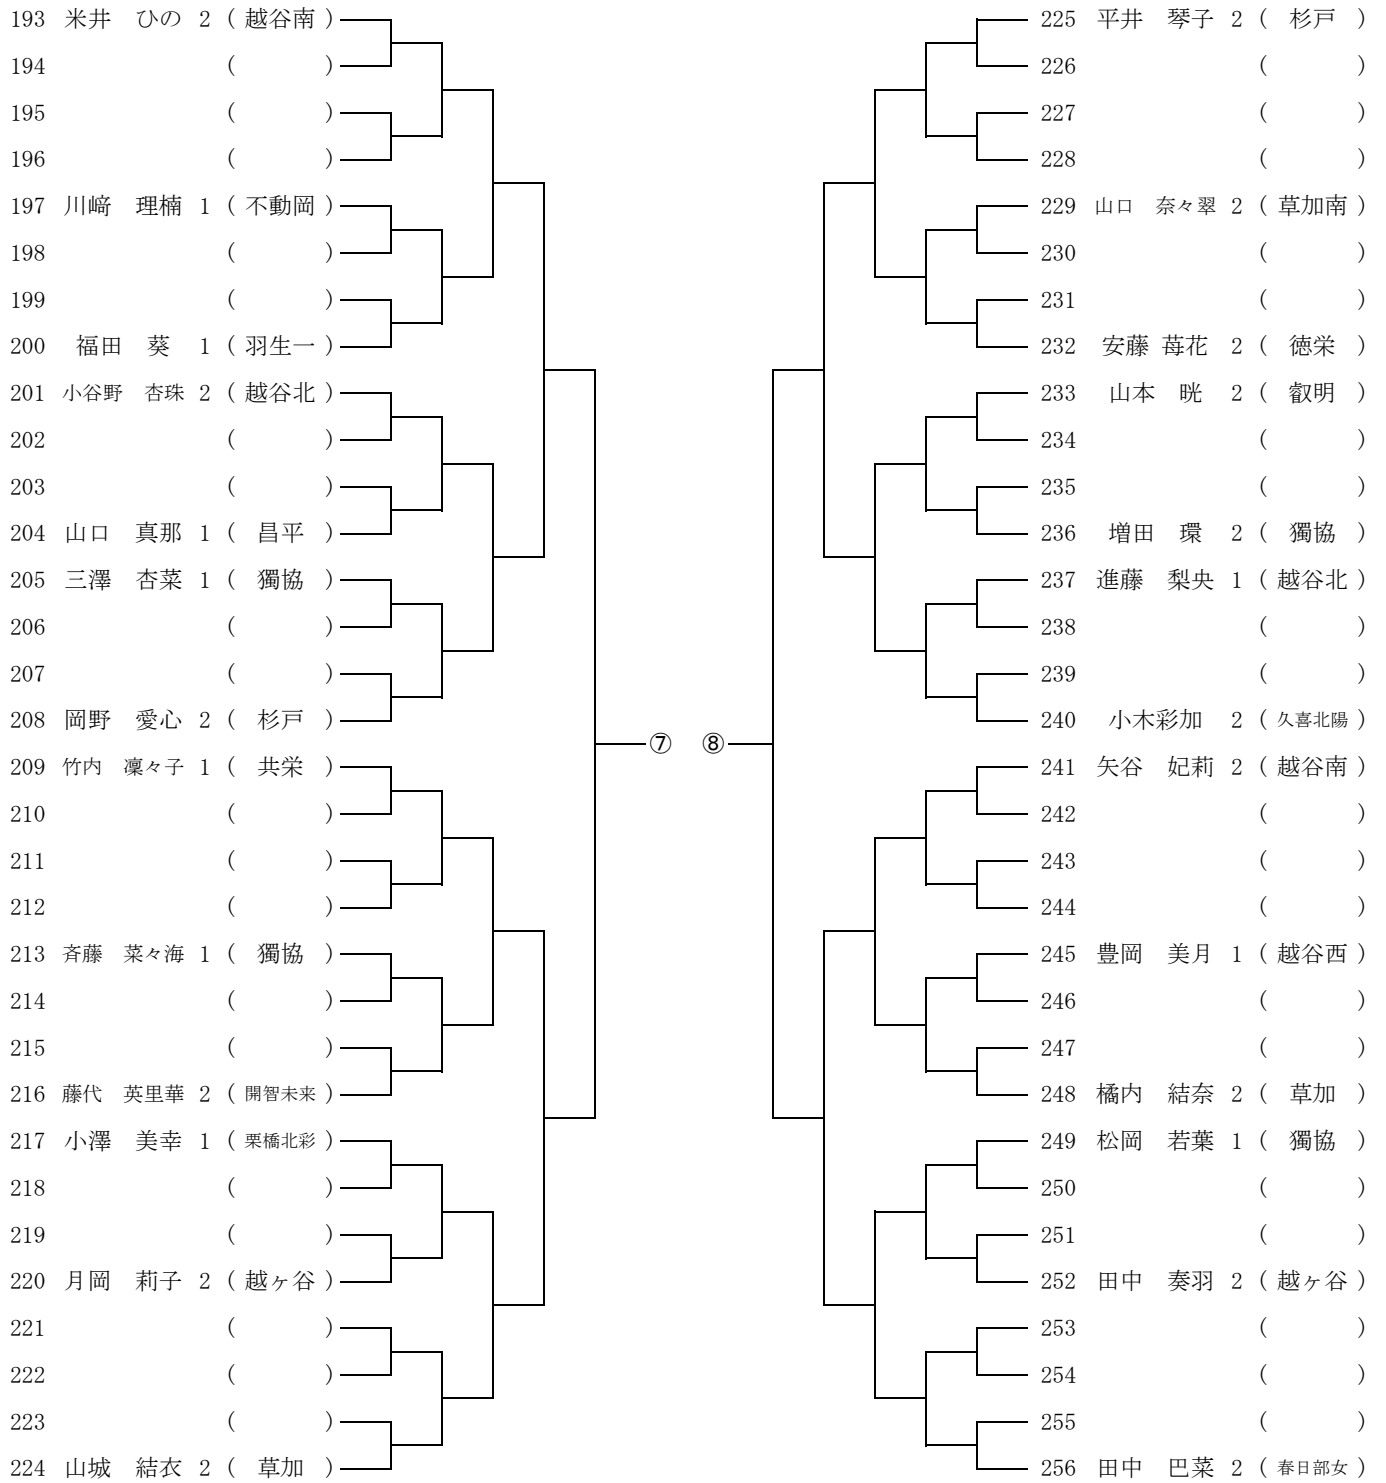 193 米井 ひの 2 ( 越谷南 )
194 ( )
195 ( )
196 ( )
197 川﨑 理楠 1 ( 不動岡 )
198 ( )
199 ( )
200 福田 葵 1 ( 羽生一 )
201 小谷野 杏珠 2 ( 越谷北 )
202 ( )
203 ( )
204 山口 真那 1 ( 昌平 )
205 三澤 杏菜 1 ( 獨協 )
206 ( )
207 ( )
208 岡野 愛心 2 ( 杉戸 )
209 竹内 凜々子 1 ( 共栄 )
210 ( )
211 ( )
212 ( )
213 斉藤 菜々海 1 ( 獨協 )
214 ( )
215 ( )
216 藤代 英里華 2 ( 開智未来 )
217 小澤 美幸 1 ( 栗橋北彩 )
218 ( )
219 ( )
220 月岡 莉子 2 ( 越ヶ谷 )
221 ( )
222 ( )
223 ( )
224 山城 結衣 2 ( 草加 )
⑦ ⑧
225 平井 琴子 2 ( 杉戸 )
226 ( )
227 ( )
228 ( )
229 山口 奈々翠 2 ( 草加南 )
230 ( )
231 ( )
232 安藤 苺花 2 ( 徳栄 )
233 山本 晄 2 ( 叡明 )
234 ( )
235 ( )
236 増田 環 2 ( 獨協 )
237 進藤 梨央 1 ( 越谷北 )
238 ( )
239 ( )
240 小木彩加 2 ( 久喜北陽 )
241 矢谷 妃莉 2 ( 越谷南 )
242 ( )
243 ( )
244 ( )
245 豊岡 美月 1 ( 越谷西 )
246 ( )
247 ( )
248 橘内 結奈 2 ( 草加 )
249 松岡 若葉 1 ( 獨協 )
250 ( )
251 ( )
252 田中 奏羽 2 ( 越ヶ谷 )
253 ( )
254 ( )
255 ( )
256 田中 巴菜 2 ( 春日部女 )